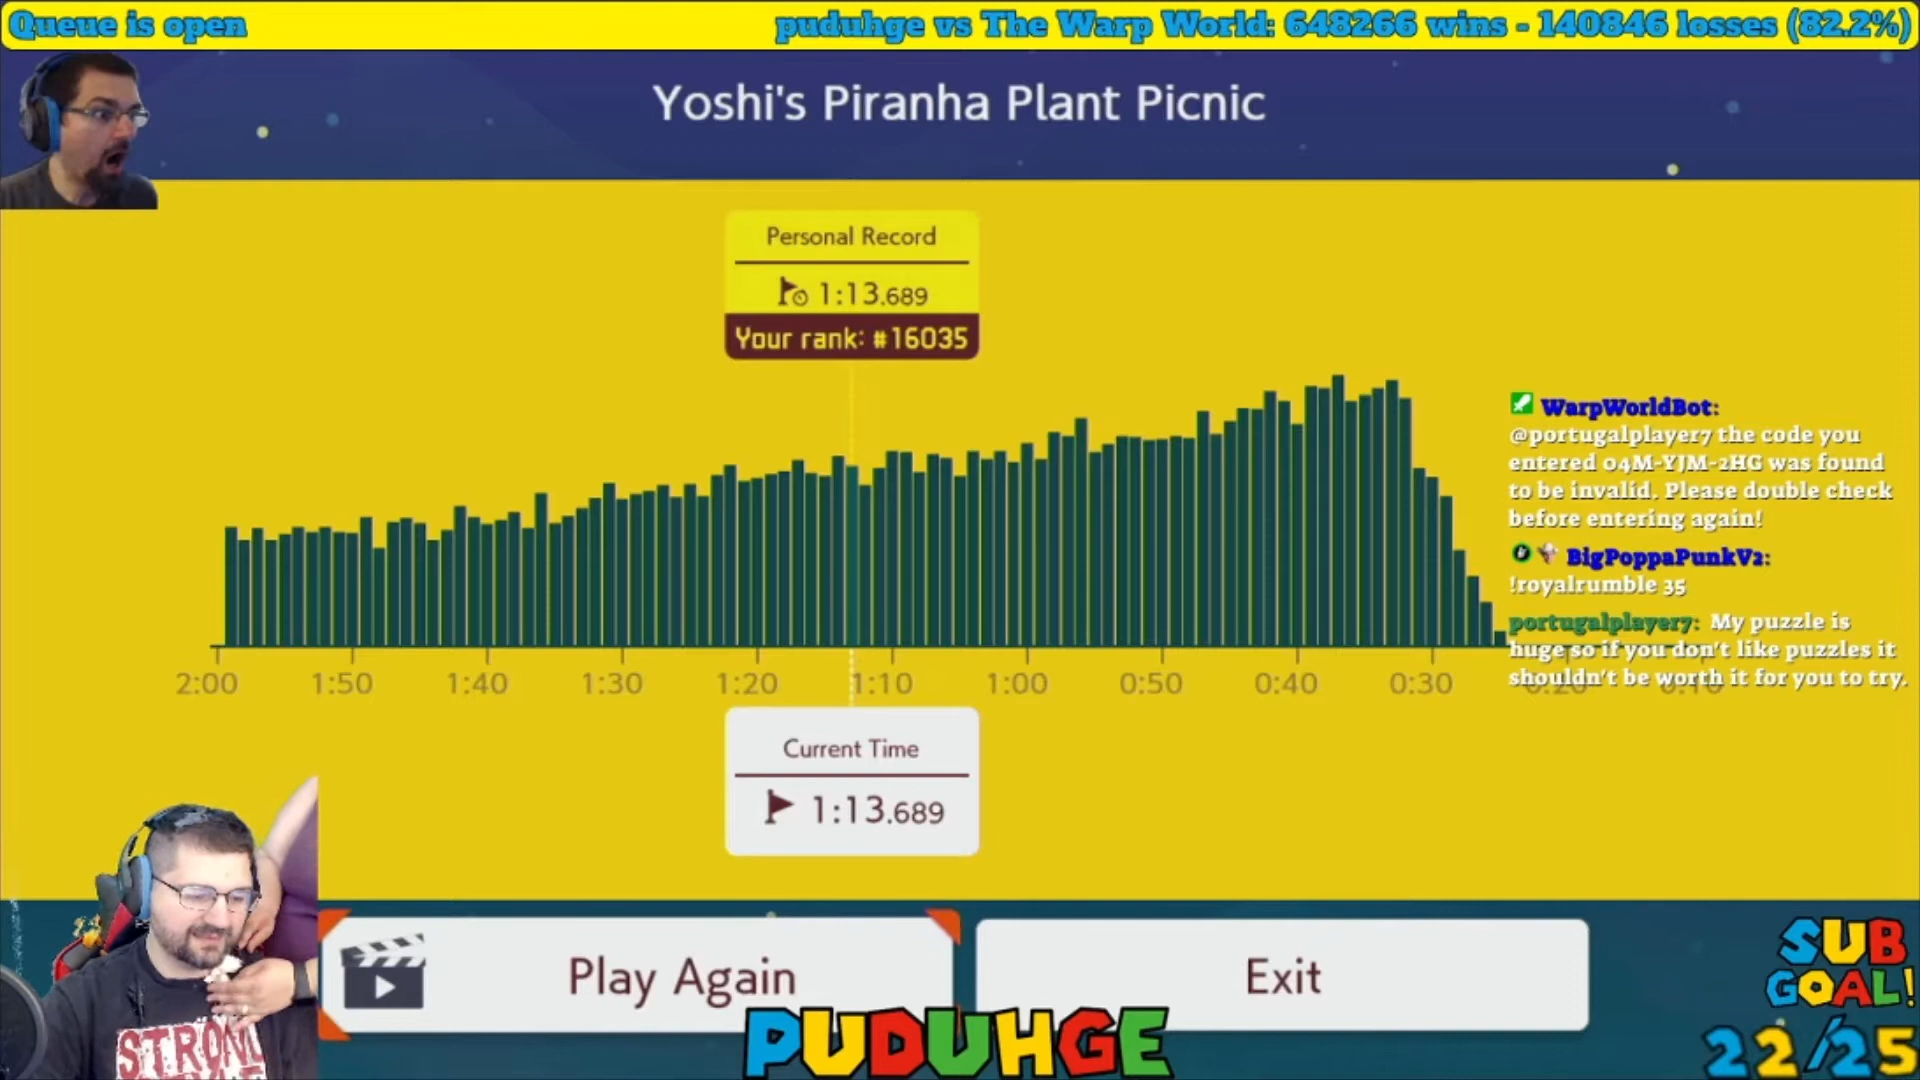 Queue is open
puduhge vs The Warp World: 648266 wins - 140846 losses (82.2%)
Yoshi's Piranha Plant Picnic
Personal Record
1:13.689
Your rank: #16035
WarpWorldBot:
@portugalplayer7 the code you
entered 04M-YJM-2HG was found
to be invalid. Please double check
before entering again!
BigPoppaPunkV2:
!royalrumble 35
portugalplayer7: My puzzle is
huge so if you don't like puzzles it
shouldn't be worth it for you to try.
2:00 1:50 1:40 1:30 1:20 1:10 1:00 0:50 0:40 0:30 0:20 0:10
Current Time
1:13.689
Play Again
Exit
SUB
GOAL!
22/25
PUDUHGE
STRONG